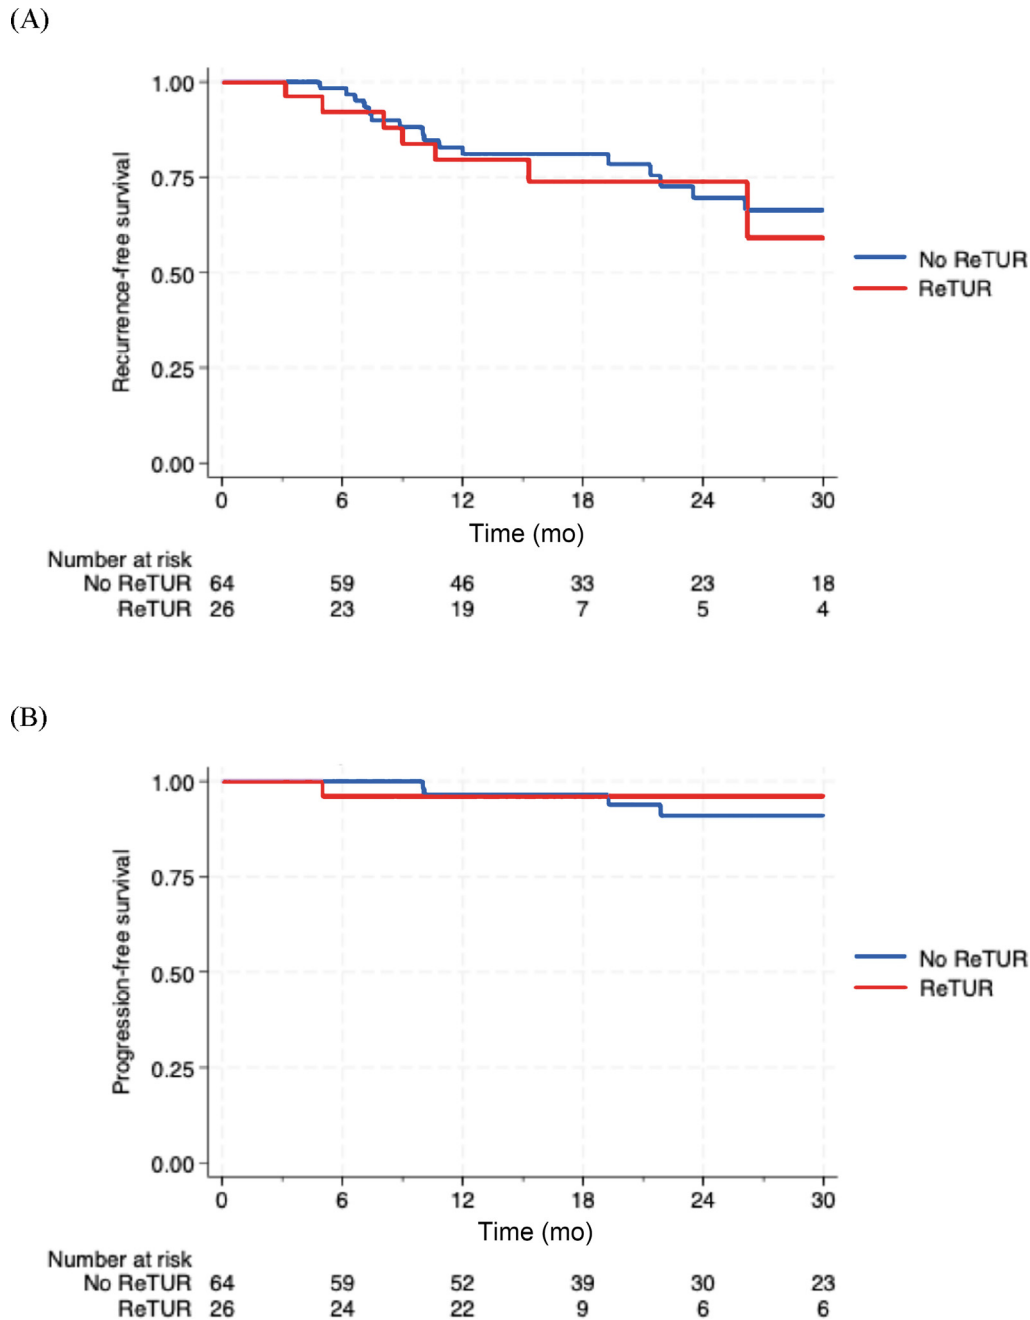 (A)
1.00
0.75
0.50
0.25
0.00
Recurrence-free survival
0 6 12 18 24 30
Time (mo)
No ReTUR
ReTUR
Number at risk
No ReTUR 64 59 46 33 23 18
ReTUR 26 23 19 7 5 4
(B)
1.00
0.75
0.50
0.25
0.00
Progression-free survival
0 6 12 18 24 30
Time (mo)
No ReTUR
ReTUR
Number at risk
No ReTUR 64 59 52 39 30 23
ReTUR 26 24 22 9 6 6